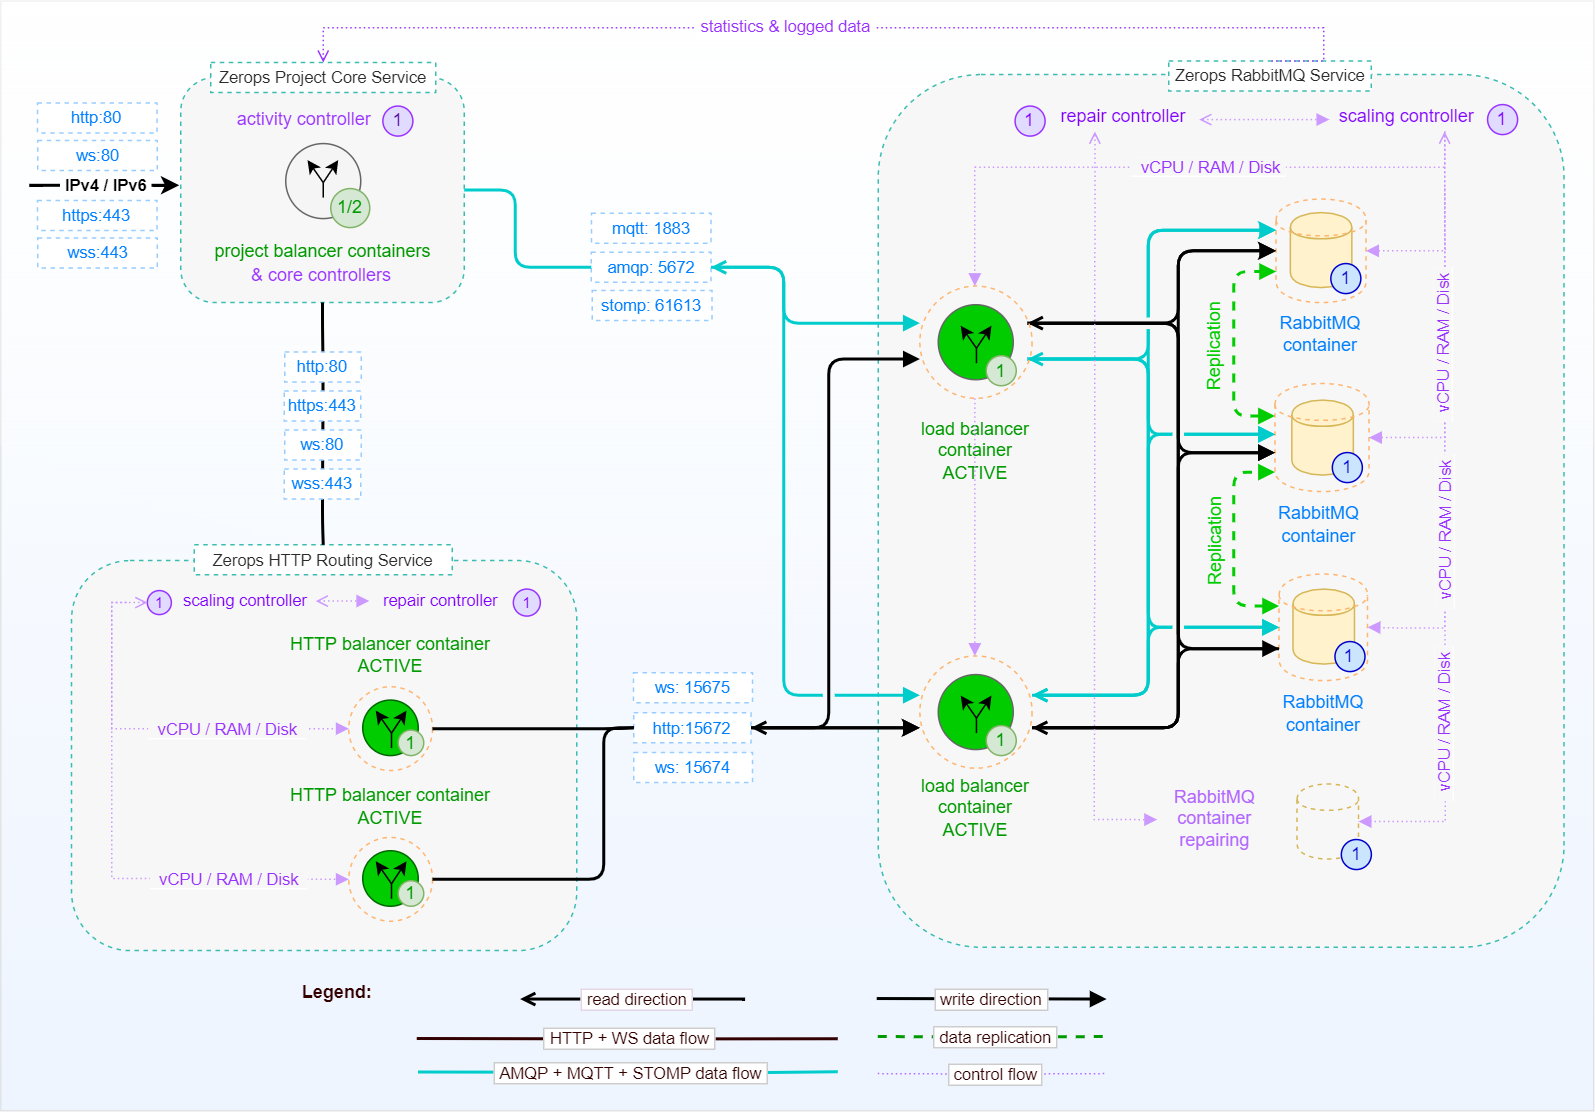 statistics & logged data
Zerops Project Core Service
activity controller
1
1/2
project balancer containers
& core controllers
http:80
ws:80
IPv4 / IPv6
https:443
wss:443
mqtt: 1883
amqp: 5672
stomp: 61613
http:80
https:443
ws:80
wss:443
Zerops HTTP Routing Service
1
scaling controller
repair controller
1
HTTP balancer container
ACTIVE
vCPU / RAM / Disk
1
HTTP balancer container
ACTIVE
vCPU / RAM / Disk
1
ws: 15675
http:15672
ws: 15674
Zerops RabbitMQ Service
1
repair controller
scaling controller
1
vCPU / RAM / Disk
1
load balancer
container
ACTIVE
1
load balancer
container
ACTIVE
1
RabbitMQ
container
Replication
vCPU / RAM / Disk
1
RabbitMQ
container
Replication
vCPU / RAM / Disk
1
RabbitMQ
container
vCPU / RAM / Disk
RabbitMQ
container
repairing
1
Legend:
read direction
write direction
HTTP + WS data flow
data replication
AMQP + MQTT + STOMP data flow
control flow